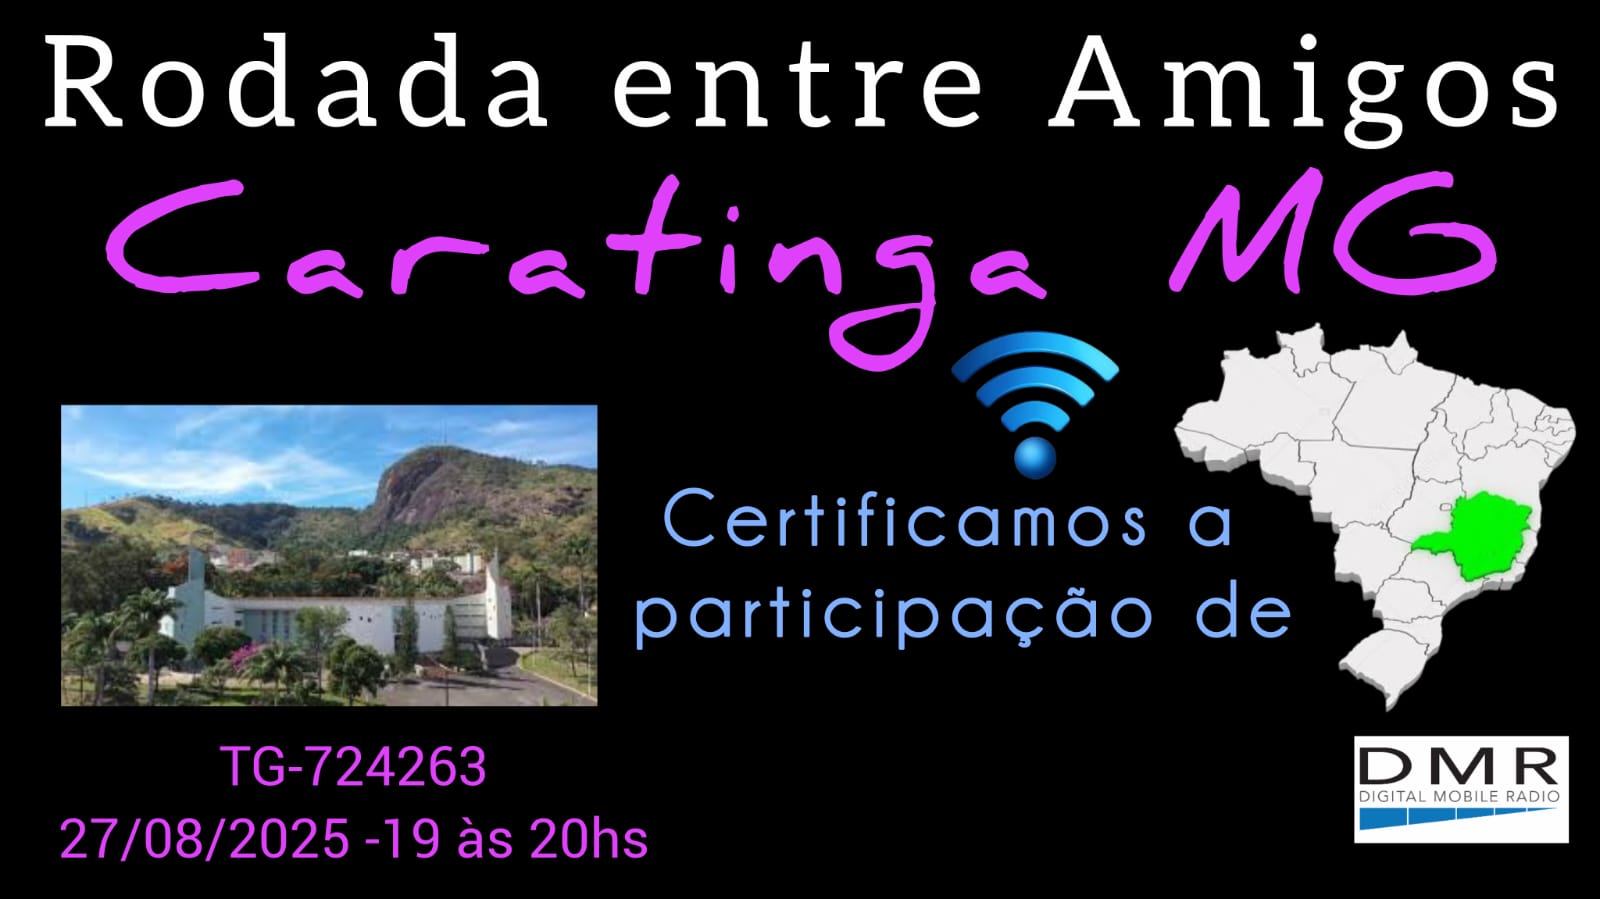 Rodada entre Amigos
Caratinga MG
Certificamos a
participação de
TG-724263
27/08/2025 -19 às 20hs
DMR
DIGITAL MOBILE RADIO